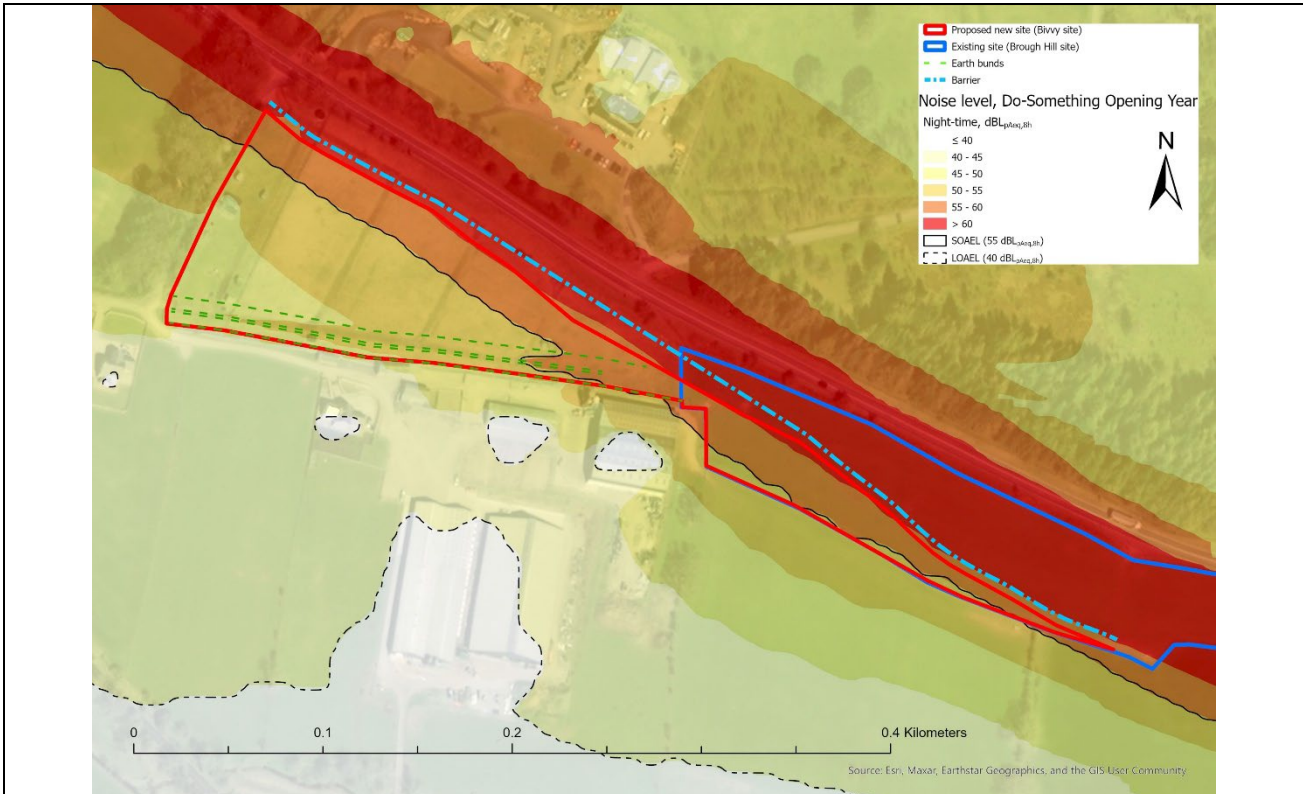 Proposed new site (Bivvy site)
Existing site (Brough Hill site)
Earth bunds
Barrier
Noise level, Do-Something Opening Year
Night-time, dBLpAeq,8h
≤ 40
40 - 45
45 - 50
50 - 55
55 - 60
> 60
SOAEL (55 dBLpAeq,8h)
LOAEL (40 dBLpAeq,8h)
N
0 0.1 0.2 0.4 Kilometers
Source: Esri, Maxar, Earthstar Geographics, and the GIS User Community